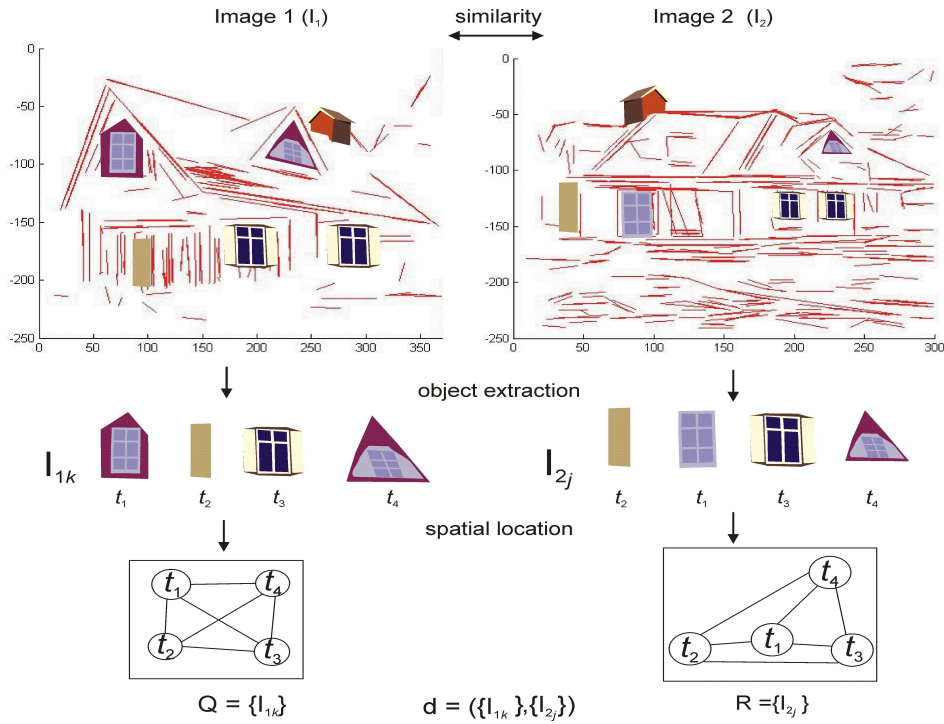 Image 1 (I₁)
similarity
Image 2 (I₂)
0
-50
-100
-150
-200
-250
0 50 100 150 200 250 300 350
0
-50
-100
-150
-200
-250
0 50 100 150 200 250 300
object extraction
I₁ₖ
t₁ t₂ t₃ t₄
I₂ⱼ
t₂ t₁ t₃ t₄
spatial location
t₁ t₄
t₂ t₃
t₄
t₂ t₁ t₃
Q = {I₁ₖ}
d = ({I₁ₖ},{I₂ⱼ})
R ={I₂ⱼ}